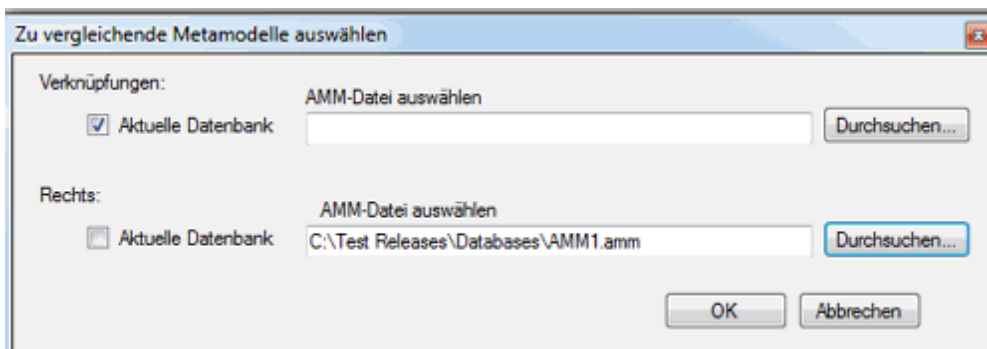 Zu vergleichende Metamodelle auswählen
Verknüpfungen:
AMM-Datei auswählen
Aktuelle Datenbank
Durchsuchen...
Rechts:
AMM-Datei auswählen
Aktuelle Datenbank
C:\Test Releases\Databases\AMM1.amm
Durchsuchen...
OK
Abbrechen